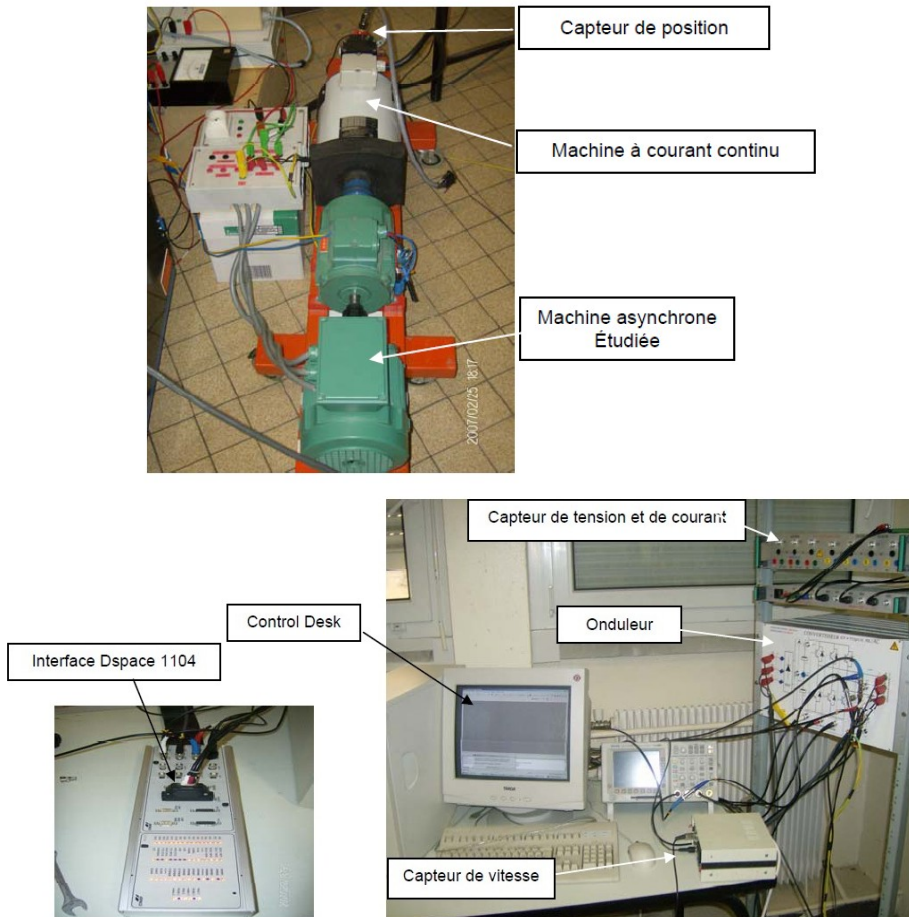 Capteur de position
Machine à courant continu
Machine asynchrone
Étudiée
2007/02/25 18:17
Capteur de tension et de courant
Control Desk
Onduleur
Interface Dspace 1104
Capteur de vitesse